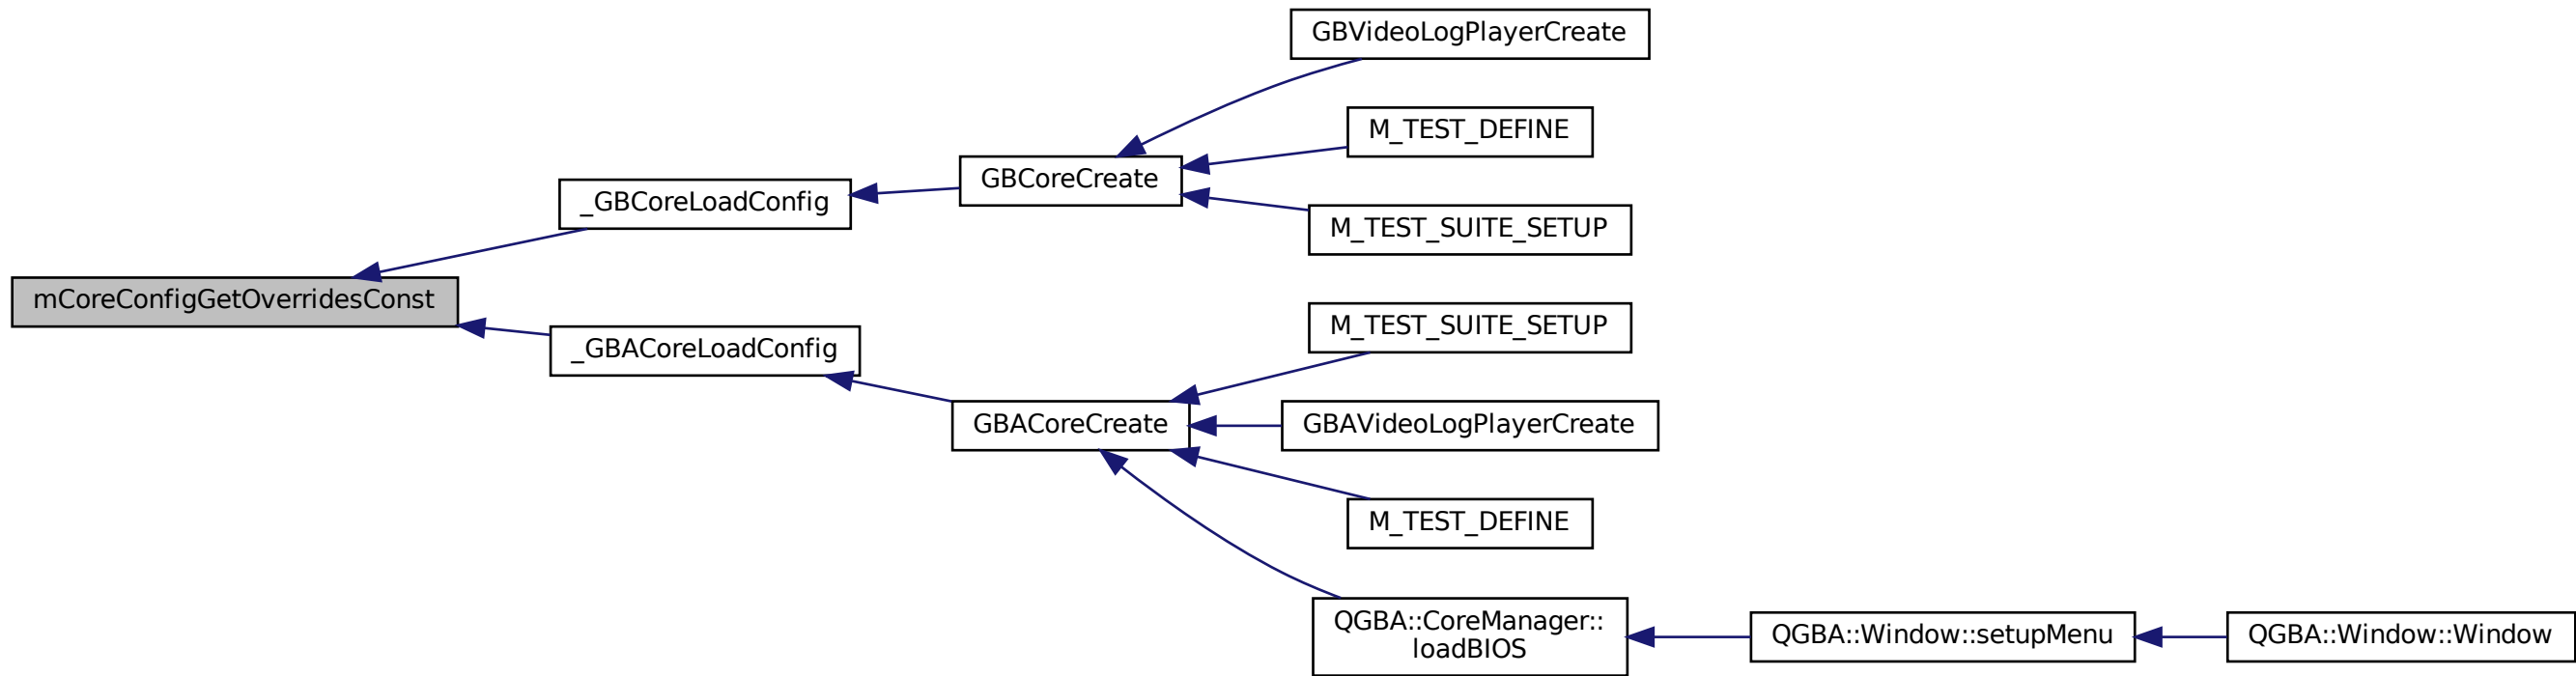 GBVideoLogPlayerCreate
M_TEST_DEFINE
GBCoreCreate
_GBCoreLoadConfig
M_TEST_SUITE_SETUP
mCoreConfigGetOverridesConst
M_TEST_SUITE_SETUP
_GBACoreLoadConfig
GBACoreCreate
GBAVideoLogPlayerCreate
M_TEST_DEFINE
QGBA::CoreManager::
loadBIOS
QGBA::Window::setupMenu
QGBA::Window::Window